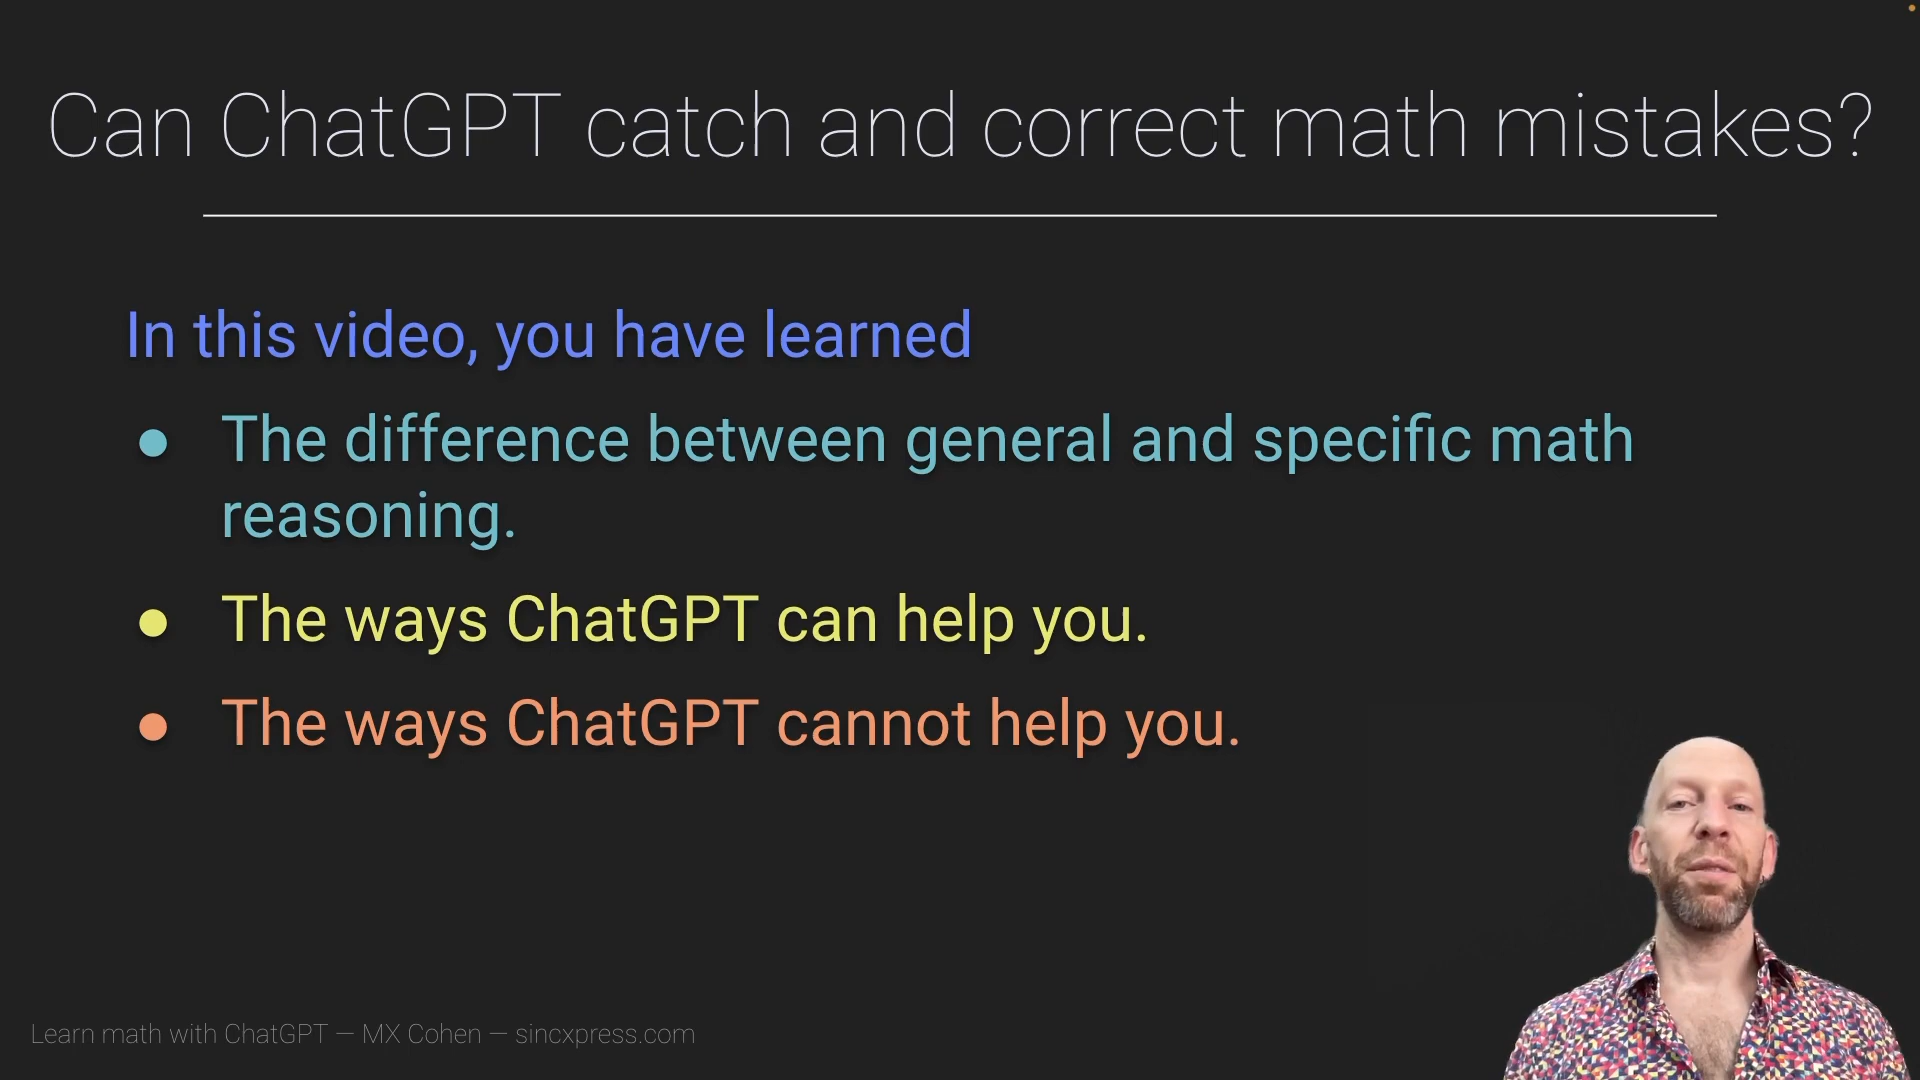 Can ChatGPT catch and correct math mistakes?
In this video, you have learned
● The difference between general and specific math
reasoning.
● The ways ChatGPT can help you.
● The ways ChatGPT cannot help you.
Learn math with ChatGPT — MX Cohen — sincxpress.com